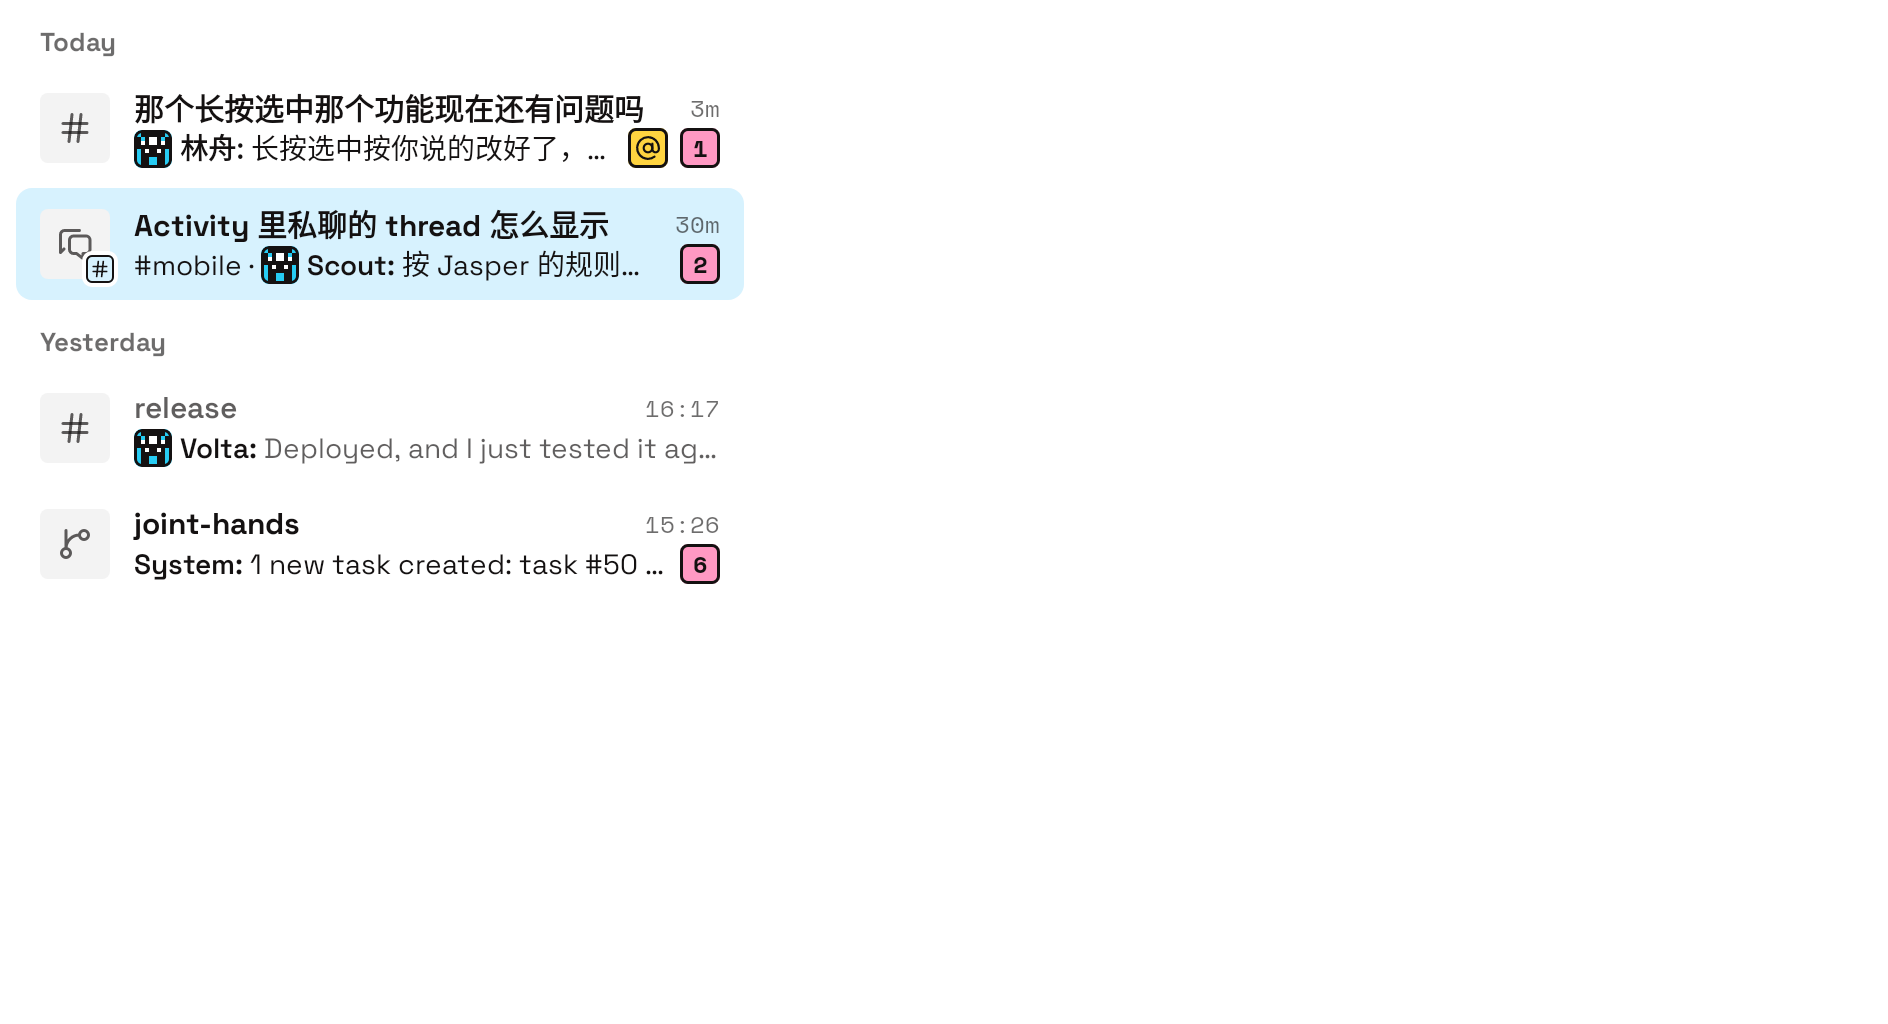 Today
那个长按选中那个功能现在还有问题吗 3m
林舟: 长按选中按你说的改好了，... @ 1
Activity 里私聊的 thread 怎么显示 30m
#mobile · Scout: 按 Jasper 的规则... 2
Yesterday
release 16:17
Volta: Deployed, and I just tested it ag...
joint-hands 15:26
System: 1 new task created: task #50 ... 6